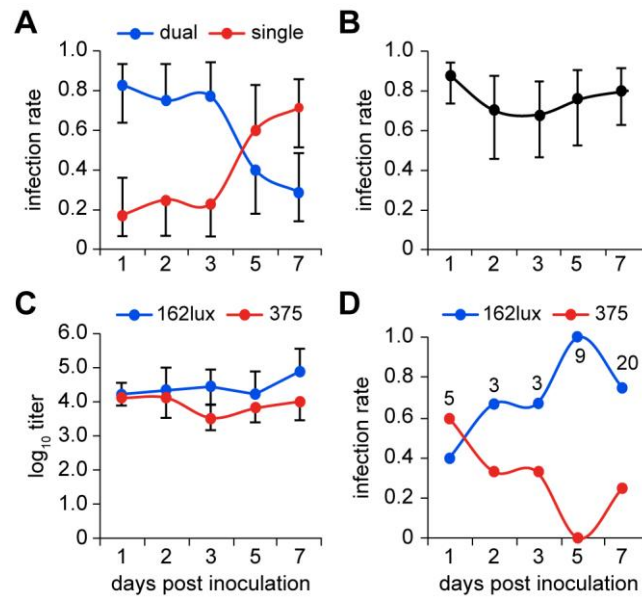 A
dual single
infection rate
1.0
0.8
0.6
0.4
0.2
0
1 2 3 5 7
B
infection rate
1.0
0.8
0.6
0.4
0.2
0
1 2 3 5 7
C
162lux 375
log10 titer
6.0
5.0
4.0
3.0
2.0
1.0
0.0
1 2 3 5 7
days post inoculation
D
162lux 375
infection rate
1.0
0.8
0.6
0.4
0.2
0
5 3 3 9 20
1 2 3 5 7
days post inoculation